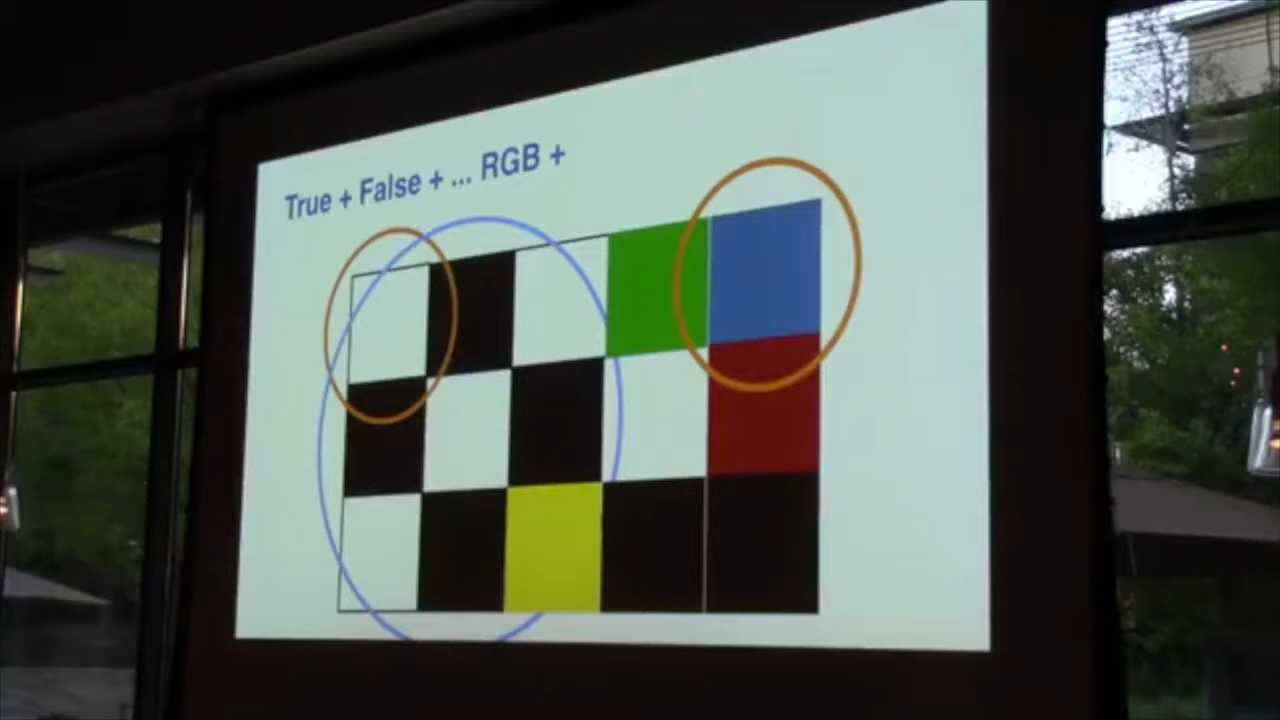 True + False + ... RGB +